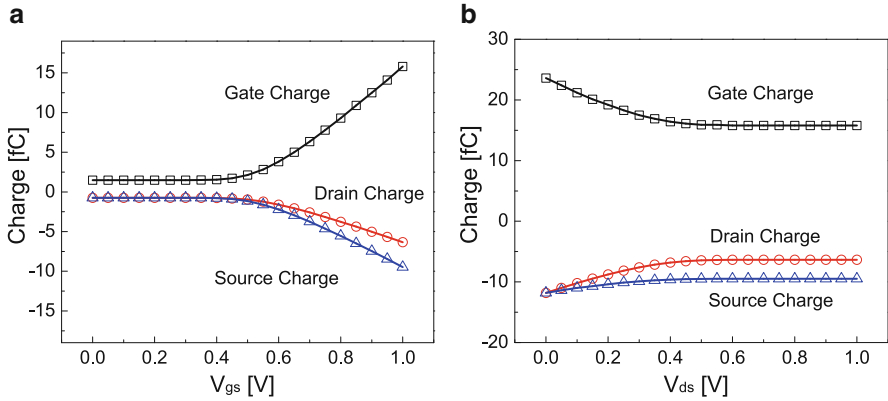 a
Charge [fC]
15
10
5
0
-5
-10
-15
Gate Charge
Drain Charge
Source Charge
0.0 0.2 0.4 0.6 0.8 1.0
Vgs [V]
b
Charge [fC]
30
20
10
0
-10
-20
Gate Charge
Drain Charge
Source Charge
0.0 0.2 0.4 0.6 0.8 1.0
Vds [V]